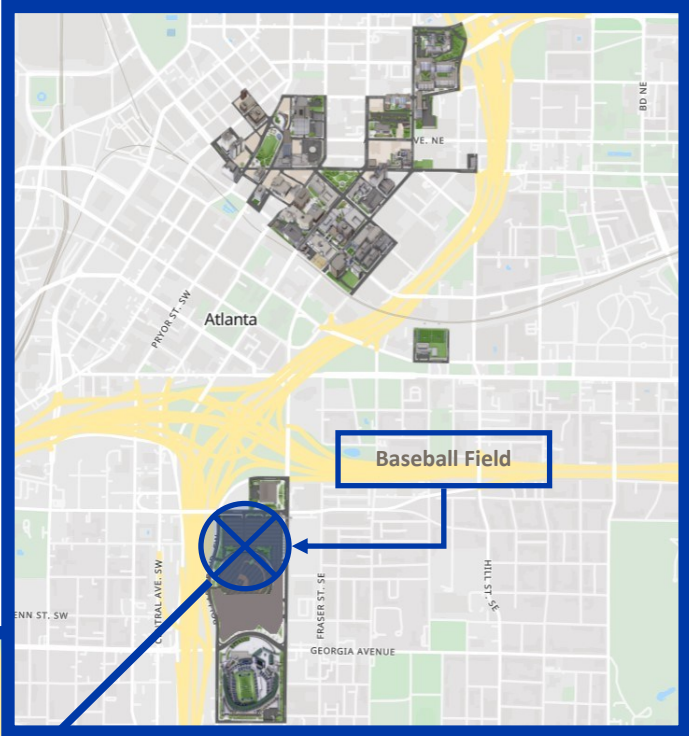 BD NE
VE. NE
PRYOR ST. SW
Atlanta
Baseball Field
CENTRAL AVE. SW
HILL ST. SE
FRASER ST. SE
ENN ST. SW
GEORGIA AVENUE